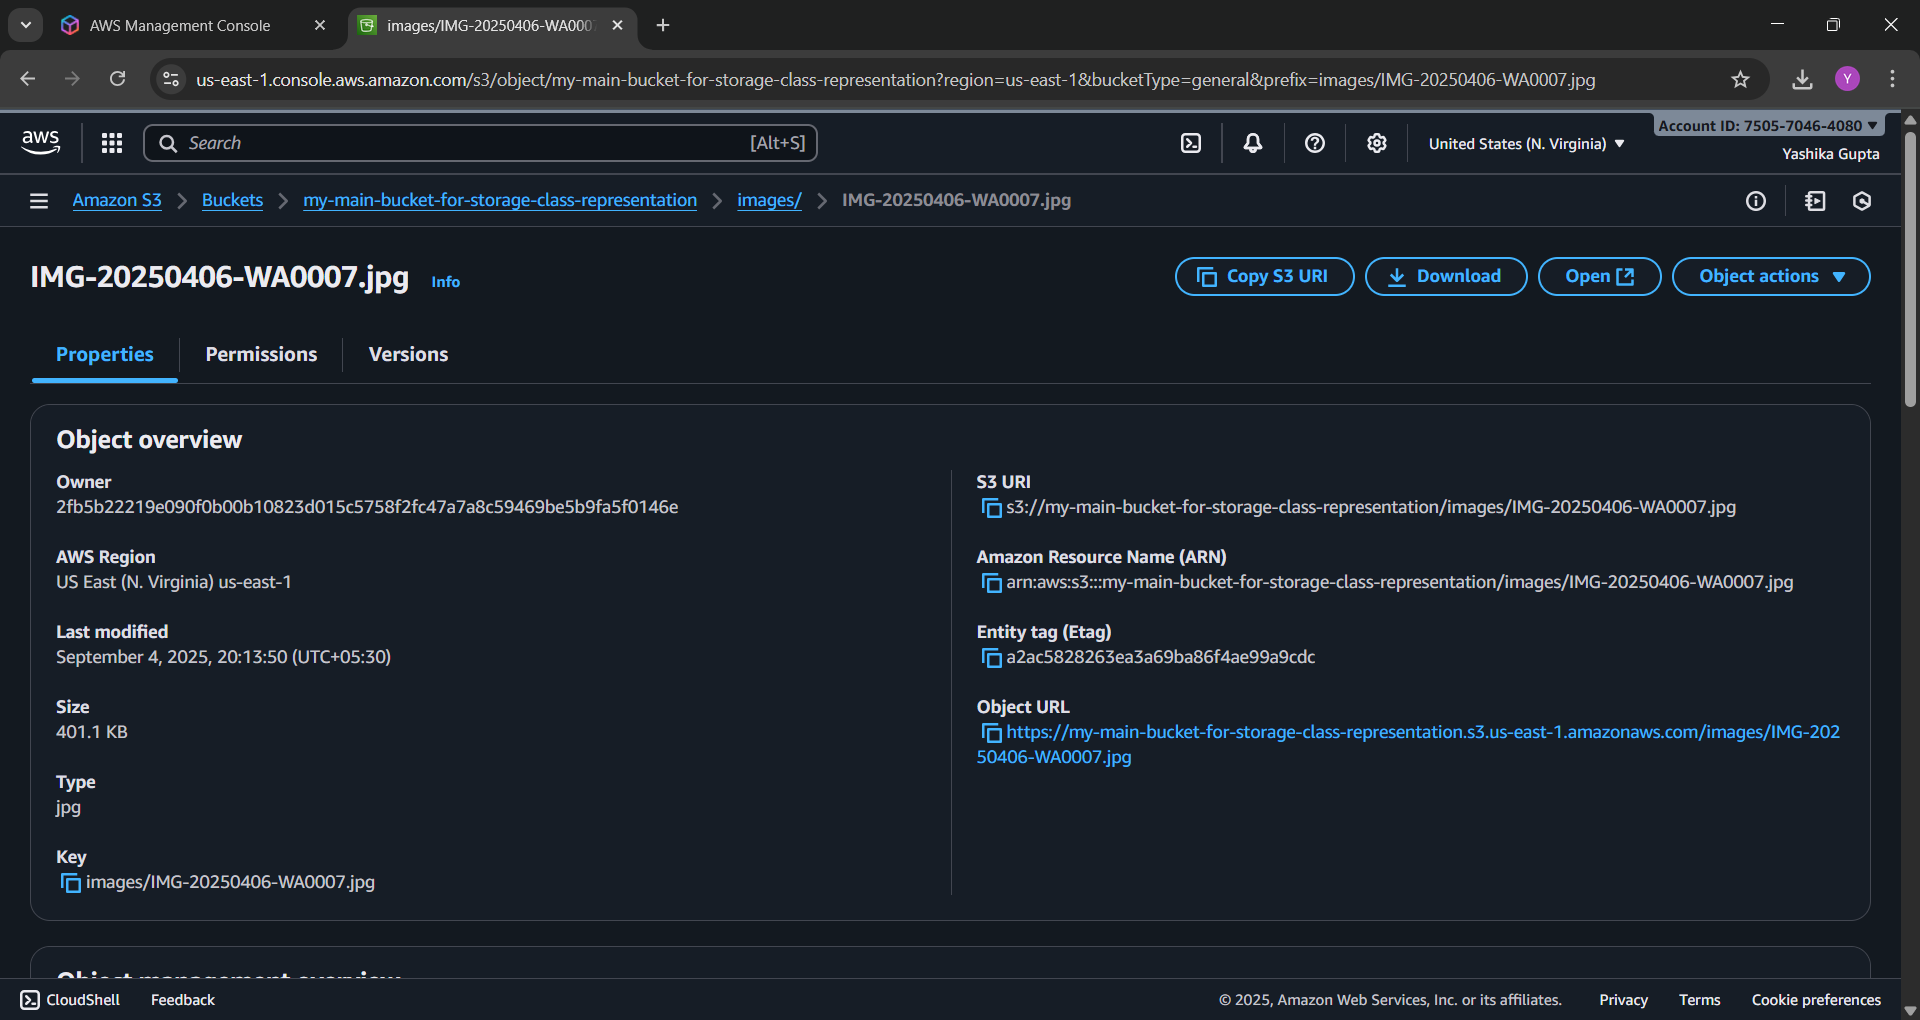 AWS Management Console
images/IMG-20250406-WA000
us-east-1.console.aws.amazon.com/s3/object/my-main-bucket-for-storage-class-representation?region=us-east-1&bucketType=general&prefix=images/IMG-20250406-WA0007.jpg
Y
aws
Search
[Alt+S]
United States (N. Virginia)
Account ID: 7505-7046-4080
Yashika Gupta
Amazon S3
Buckets
my-main-bucket-for-storage-class-representation
images/
IMG-20250406-WA0007.jpg
IMG-20250406-WA0007.jpg
Info
Copy S3 URI
Download
Open
Object actions
Properties
Permissions
Versions
Object overview
Owner
2fb5b22219e090f0b00b10823d015c5758f2fc47a7a8c59469be5b9fa5f0146e
AWS Region
US East (N. Virginia) us-east-1
Last modified
September 4, 2025, 20:13:50 (UTC+05:30)
Size
401.1 KB
Type
jpg
Key
images/IMG-20250406-WA0007.jpg
S3 URI
s3://my-main-bucket-for-storage-class-representation/images/IMG-20250406-WA0007.jpg
Amazon Resource Name (ARN)
arn:aws:s3:::my-main-bucket-for-storage-class-representation/images/IMG-20250406-WA0007.jpg
Entity tag (Etag)
a2ac5828263ea3a69ba86f4ae99a9cdc
Object URL
https://my-main-bucket-for-storage-class-representation.s3.us-east-1.amazonaws.com/images/IMG-202
50406-WA0007.jpg
Object management overview
CloudShell
Feedback
© 2025, Amazon Web Services, Inc. or its affiliates.
Privacy
Terms
Cookie preferences